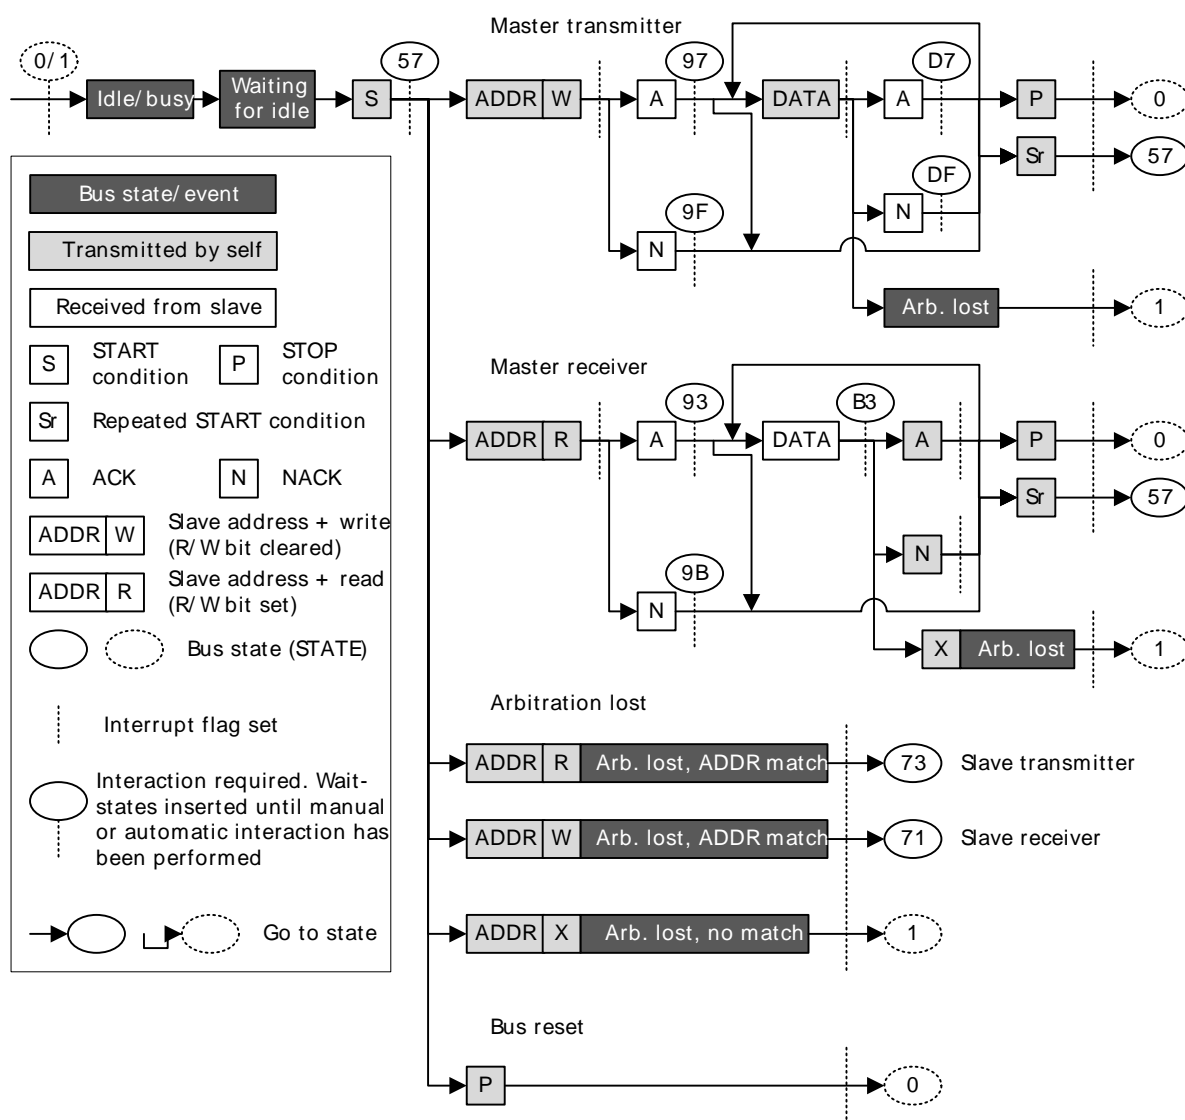 Master transmitter
0/1
57
97
D7
Idle/busy
Waiting
for idle
S
ADDR W
A
DATA
A
P
0
Sr
57
DF
N
9F
N
Arb. lost
1
Bus state/event
Transmitted by self
Received from slave
S
START
condition
P
STOP
condition
Sr
Repeated START condition
A
ACK
N
NACK
ADDR W
Slave address + write
(R/W bit cleared)
ADDR R
Slave address + read
(R/W bit set)
Bus state (STATE)
Interrupt flag set
Interaction required. Wait-
states inserted until manual
or automatic interaction has
been performed
Go to state
Master receiver
93
B3
ADDR R
A
DATA
A
P
0
Sr
57
N
9B
N
X Arb. lost
1
Arbitration lost
ADDR R Arb. lost, ADDR match
73
Slave transmitter
ADDR W Arb. lost, ADDR match
71
Slave receiver
ADDR X Arb. lost, no match
1
Bus reset
P
0